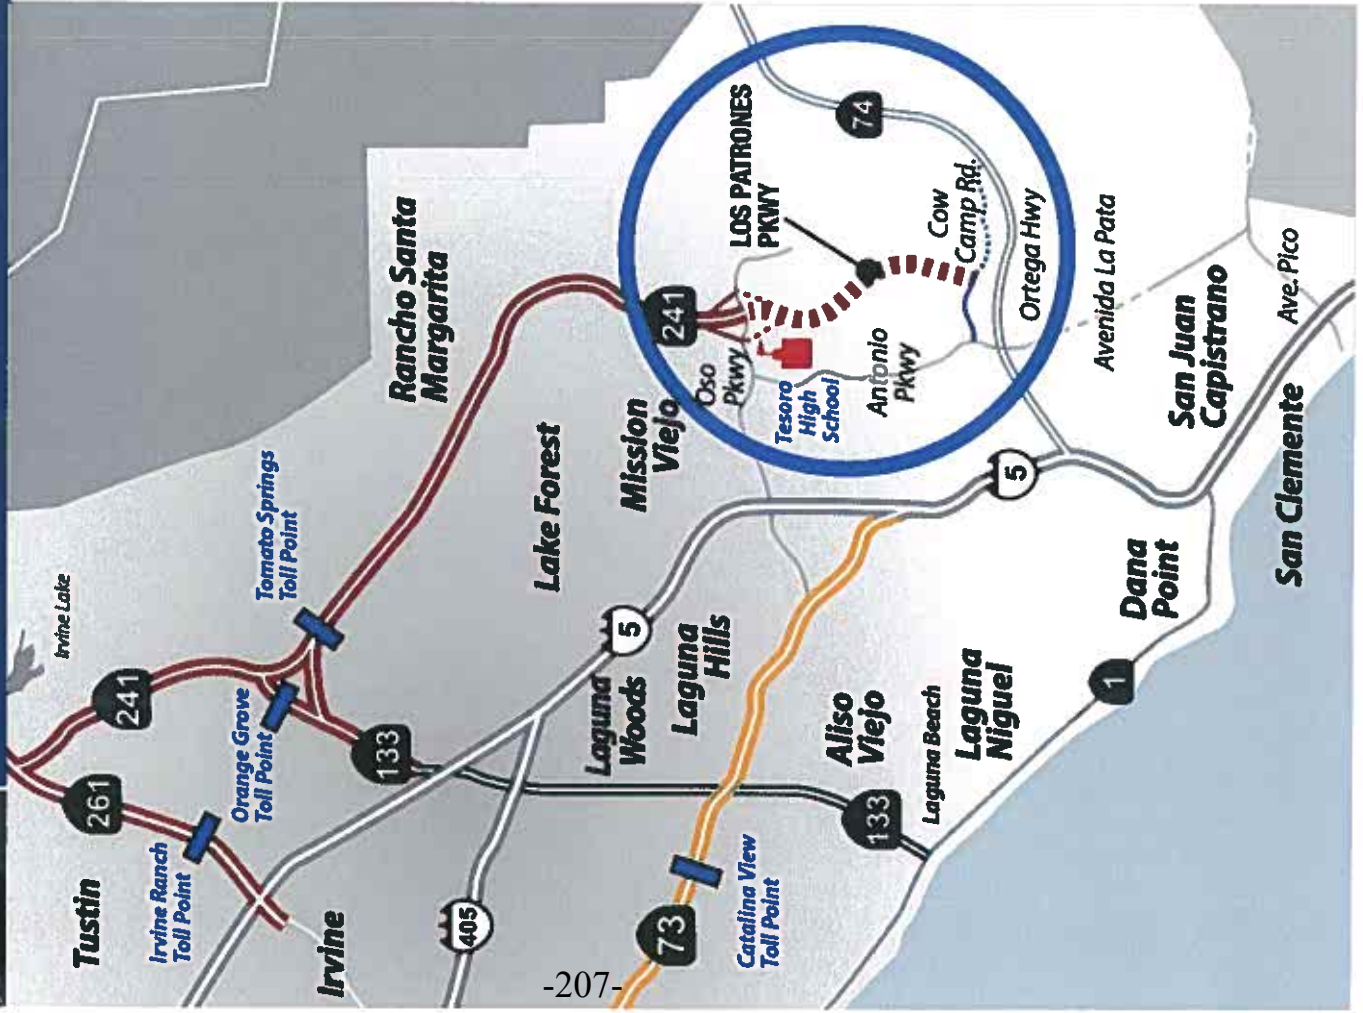 74
LOS PATRONES
PKWY
Cow
Camp Rd.
Ortega Hwy
Avenida La Pata
Ave. Pico
Rancho Santa
Margarita
241
Oso
Pkwy
Tesoro
High
School
Antonio
Pkwy
San Juan
Capistrano
San Clemente
Mission
Viejo
Lake Forest
Tomato Springs
Toll Point
Irvine Lake
5
5
Dana
Point
1
Laguna
Hills
Laguna
Woods
Laguna
Niguel
Aliso
Viejo
Laguna Beach
241
Orange Grove
Toll Point
133
133
261
Irvine Ranch
Toll Point
Tustin
Irvine
405
73
Catalina View
Toll Point
-207-